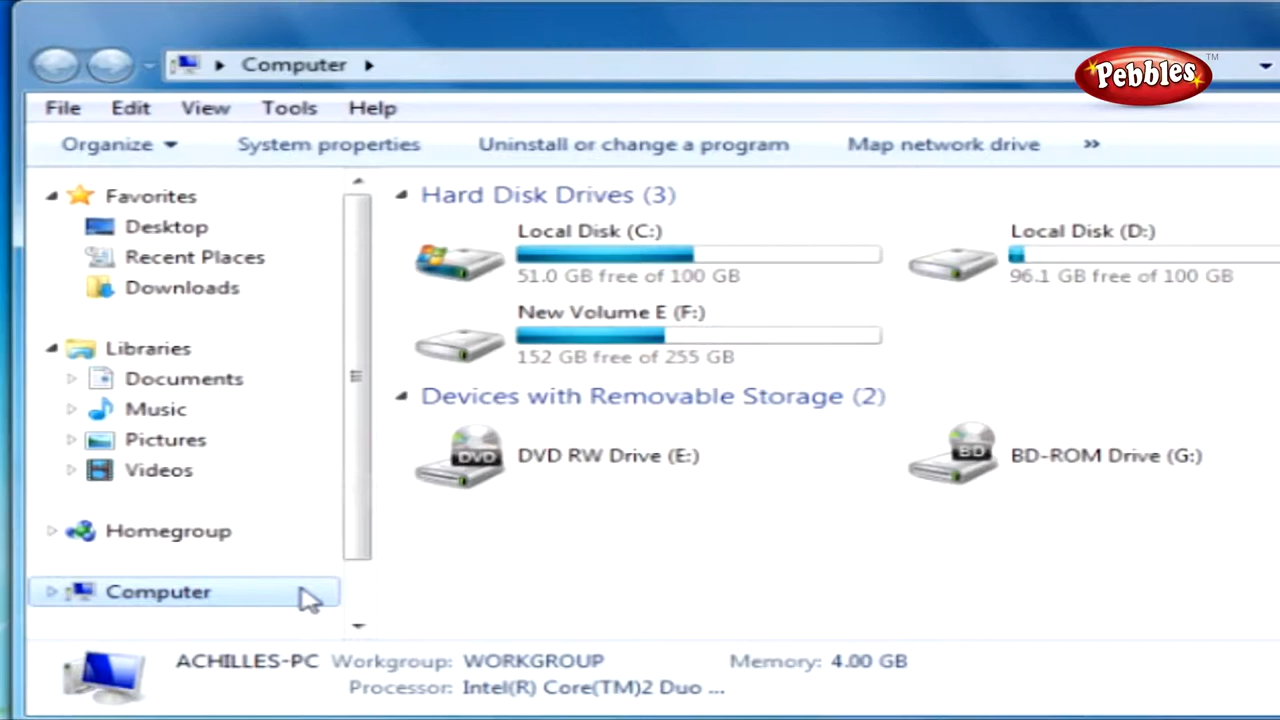 Computer
Pebbles™
File Edit View Tools Help
Organize System properties Uninstall or change a program Map network drive »
Favorites
Desktop
Recent Places
Downloads
Libraries
Documents
Music
Pictures
Videos
Homegroup
Computer
Hard Disk Drives (3)
Local Disk (C:)
51.0 GB free of 100 GB
Local Disk (D:)
96.1 GB free of 100 GB
New Volume E (F:)
152 GB free of 255 GB
Devices with Removable Storage (2)
DVD
DVD RW Drive (E:)
BD
BD-ROM Drive (G:)
ACHILLES-PC Workgroup: WORKGROUP Memory: 4.00 GB
Processor: Intel(R) Core(TM)2 Duo ...